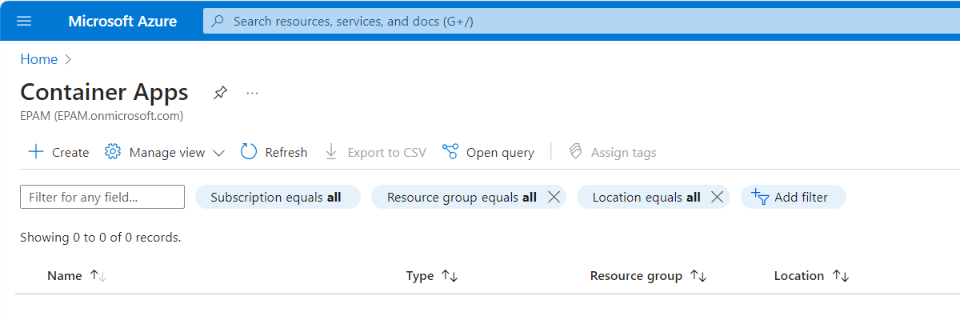 Microsoft Azure
Search resources, services, and docs (G+/)
Home
Container Apps
EPAM (EPAM.onmicrosoft.com)
Create Manage view Refresh Export to CSV Open query Assign tags
Filter for any field... Subscription equals all Resource group equals all Location equals all Add filter
Showing 0 to 0 of 0 records.
Name Type Resource group Location